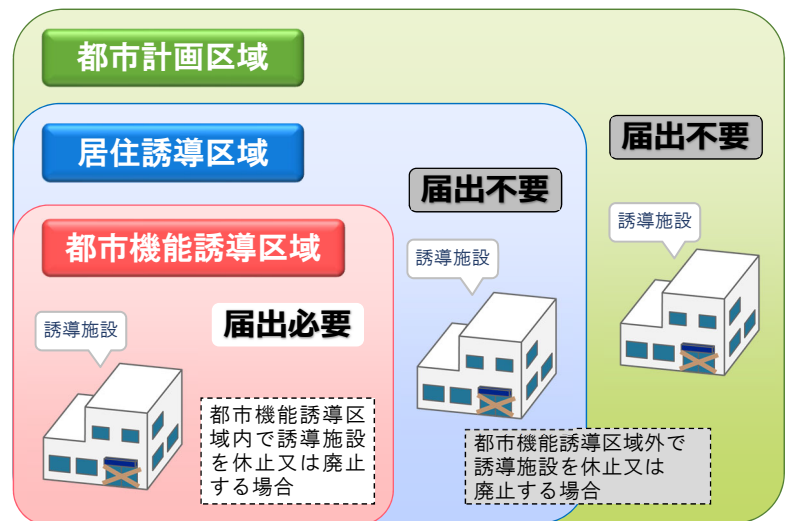 都市計画区域
居住誘導区域
届出不要
届出不要
都市機能誘導区域
誘導施設
誘導施設
誘導施設
届出必要
都市機能誘導区
域内で誘導施設
を休止又は廃止
する場合
都市機能誘導区域外で
誘導施設を休止又は
廃止する場合